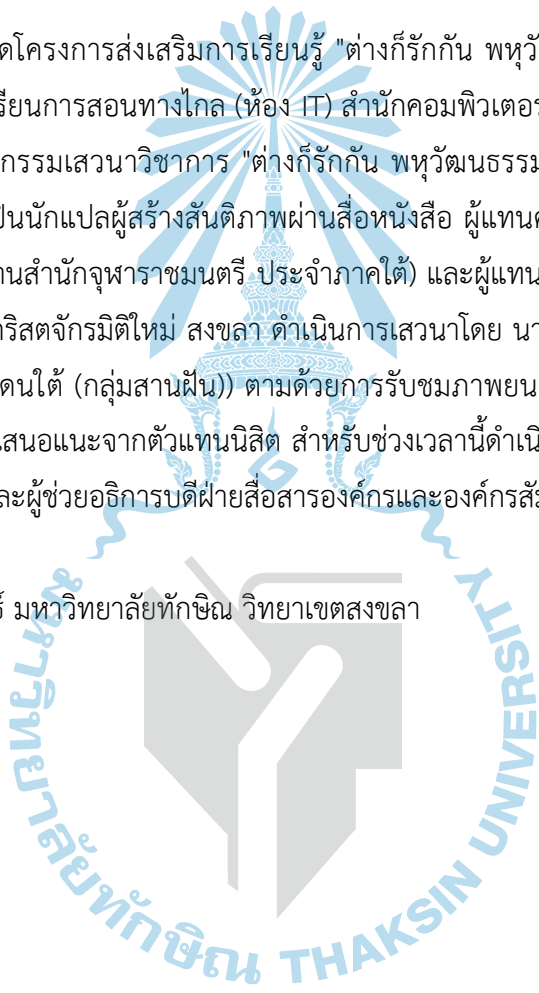 ดโครงการส่งเสริมการเรียนรู้ "ต่างก็รักกัน พหุวั
รียนการสอนทางไกล (ห้อง IT) สำนักคอมพิวเตอร
กรรมเสวนาวิชาการ "ต่างก็รักกัน พหุวัฒนธรรม
ป็นนักแปลผู้สร้างสันติภาพผ่านสื่อหนังสือ ผู้แทน
านสำนักจุฬาราชมนตรี ประจำภาคใต้) และผู้แทน
ริสตจักรมิติใหม่ สงขลา ดำเนินการเสวนาโดย นา
ดนใต้ (กลุ่มสานฝัน)) ตามด้วยการรับชมภาพยน
เสนอแนะจากตัวแทนนิสิต สำหรับช่วงเวลานี้ดำเนิ
ละผู้ช่วยอธิการบดีฝ่ายสื่อสารองค์กรและองค์กรสั
ธ์ มหาวิทยาลัยทักษิณ วิทยาเขตสงขลา
มหาวิทยาลัยทักษิณ THAKSIN UNIVERSITY